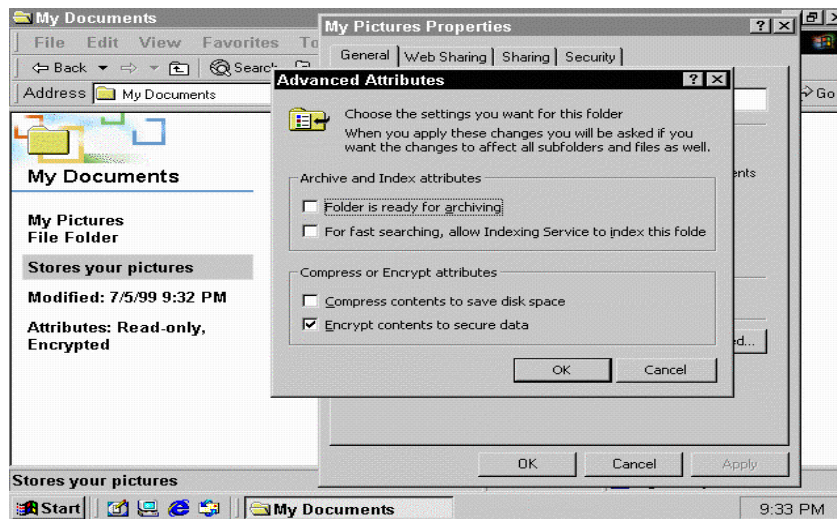 My Documents
File Edit View Favorites To
Back Search
Address My Documents
Go
My Documents
My Pictures
File Folder
Stores your pictures
Modified: 7/5/99 9:32 PM
Attributes: Read-only,
Encrypted
Stores your pictures
My Pictures Properties
General Web Sharing Sharing Security
Advanced Attributes
Choose the settings you want for this folder
When you apply these changes you will be asked if you
want the changes to affect all subfolders and files as well.
Archive and Index attributes
Folder is ready for archiving
For fast searching, allow Indexing Service to index this folde
Compress or Encrypt attributes
Compress contents to save disk space
Encrypt contents to secure data
OK Cancel
ents
ed...
OK Cancel Apply
Start My Documents 9:33 PM